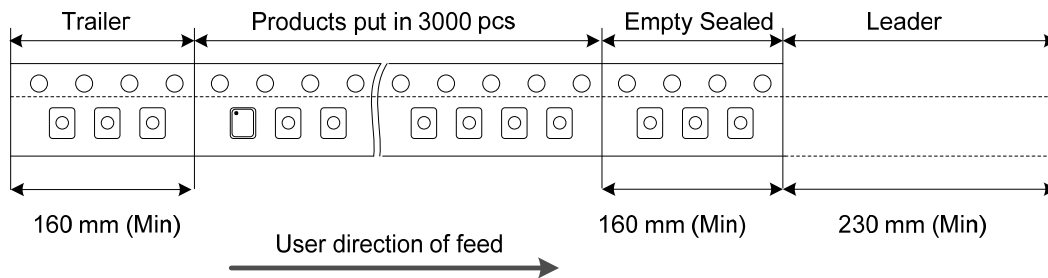 Trailer Products put in 3000 pcs Empty Sealed Leader
160 mm (Min) 160 mm (Min) 230 mm (Min)
User direction of feed